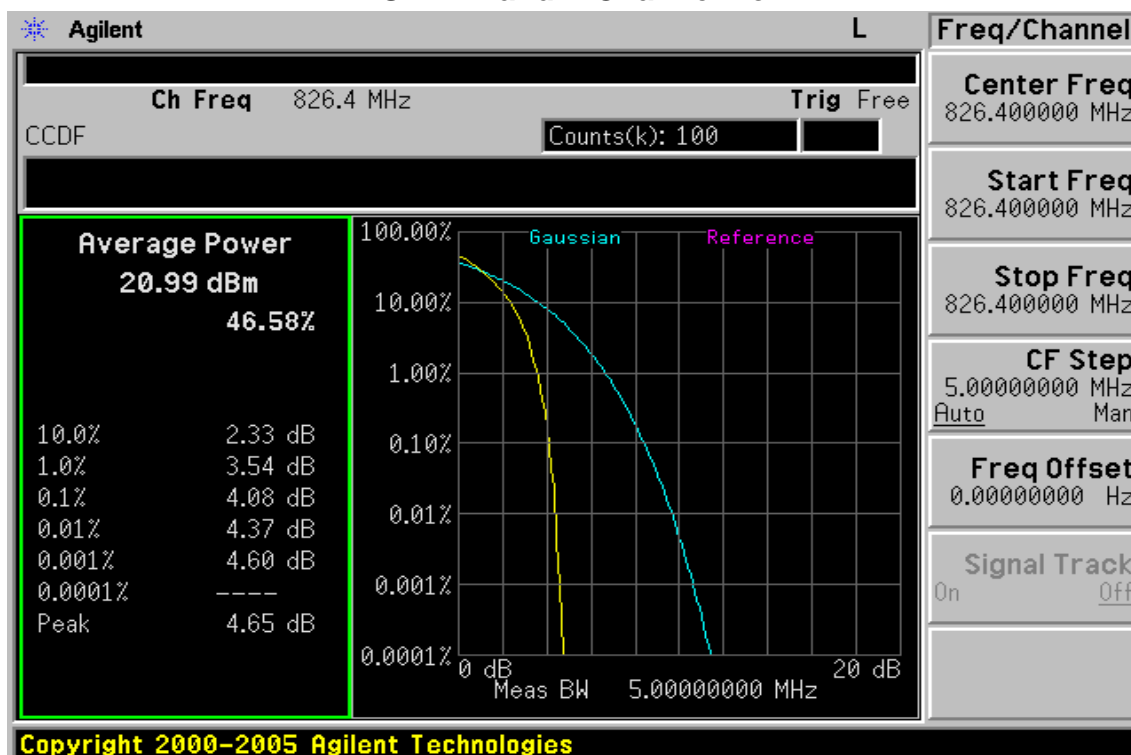 Agilent L
Ch Freq 826.4 MHz Trig Free
CCDF Counts(k): 100
Average Power
20.99 dBm
46.58%
10.0% 2.33 dB
1.0% 3.54 dB
0.1% 4.08 dB
0.01% 4.37 dB
0.001% 4.60 dB
0.0001% ----
Peak 4.65 dB
Gaussian Reference
100.00%
10.00%
1.00%
0.10%
0.01%
0.001%
0.0001%
0 dB 20 dB
Meas BW 5.00000000 MHz
Freq/Channel
Center Freq
826.400000 MHz
Start Freq
826.400000 MHz
Stop Freq
826.400000 MHz
CF Step
5.00000000 MHz
Auto Man
Freq Offset
0.00000000 Hz
Signal Track
On Off
Copyright 2000-2005 Agilent Technologies